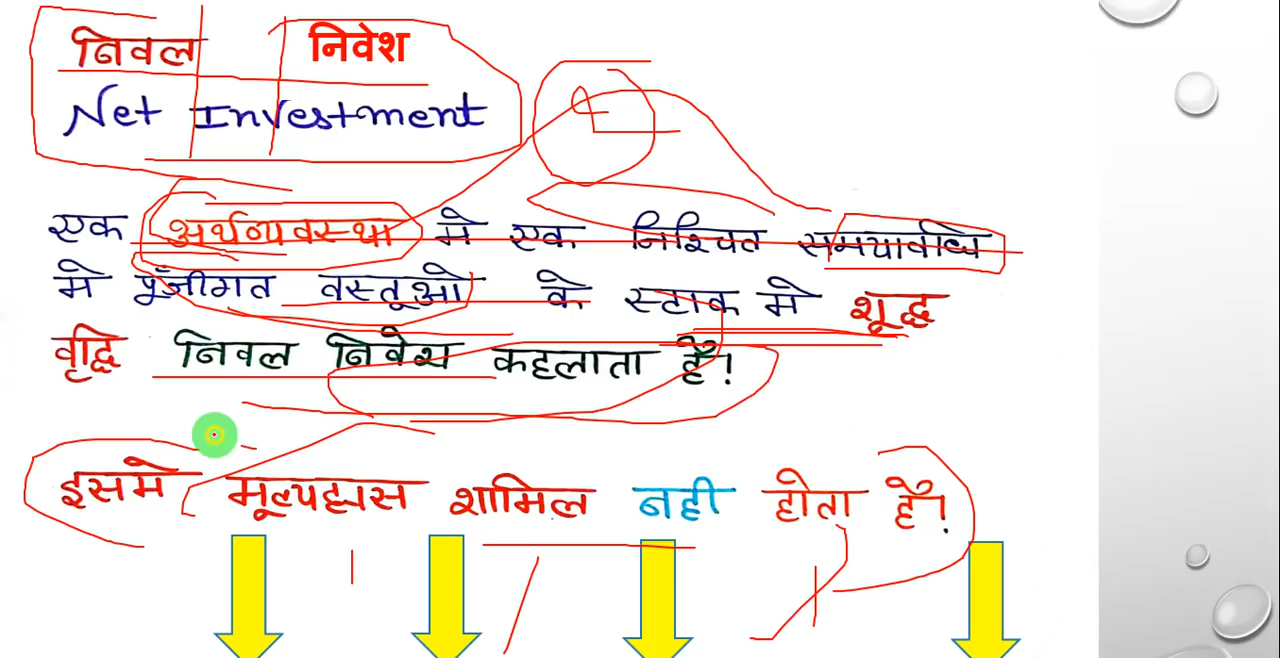 निवल निवेश
Net Investment
एक अर्थव्यवस्था मे एक निश्चित समयावधि
मे पूँजीगत वस्तूओ के स्टाक मे शूद्ध
वृद्धि निवल निवेश कहलाता हैं!
इसमे मूल्यह्रास शामिल नही होता हैं!